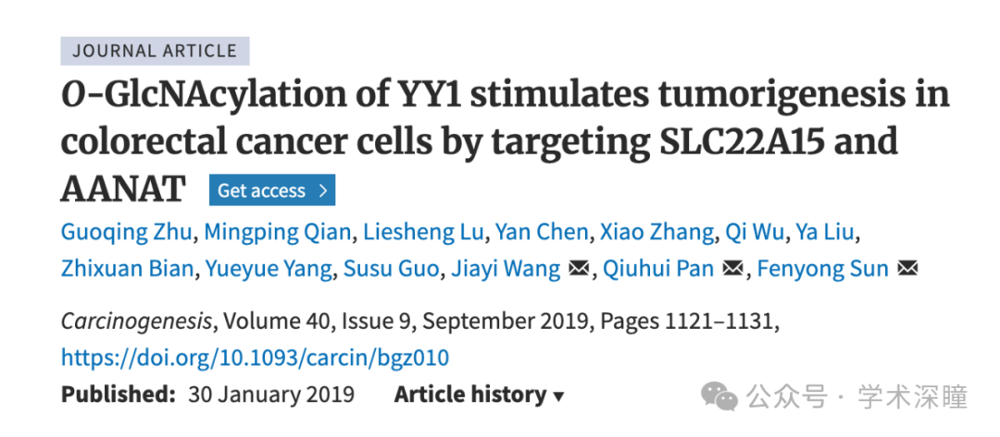 JOURNAL ARTICLE
O-GlcNAcylation of YY1 stimulates tumorigenesis in
colorectal cancer cells by targeting SLC22A15 and
AANAT Get access >
Guoqing Zhu, Mingping Qian, Liesheng Lu, Yan Chen, Xiao Zhang, Qi Wu, Ya Liu,
Zhixuan Bian, Yueyue Yang, Susu Guo, Jiayi Wang ✉, Qiuhui Pan ✉, Fenyong Sun ✉
Carcinogenesis, Volume 40, Issue 9, September 2019, Pages 1121–1131,
https://doi.org/10.1093/carcin/bgz010
Published: 30 January 2019 Article history ▾
公众号 · 学术深瞳